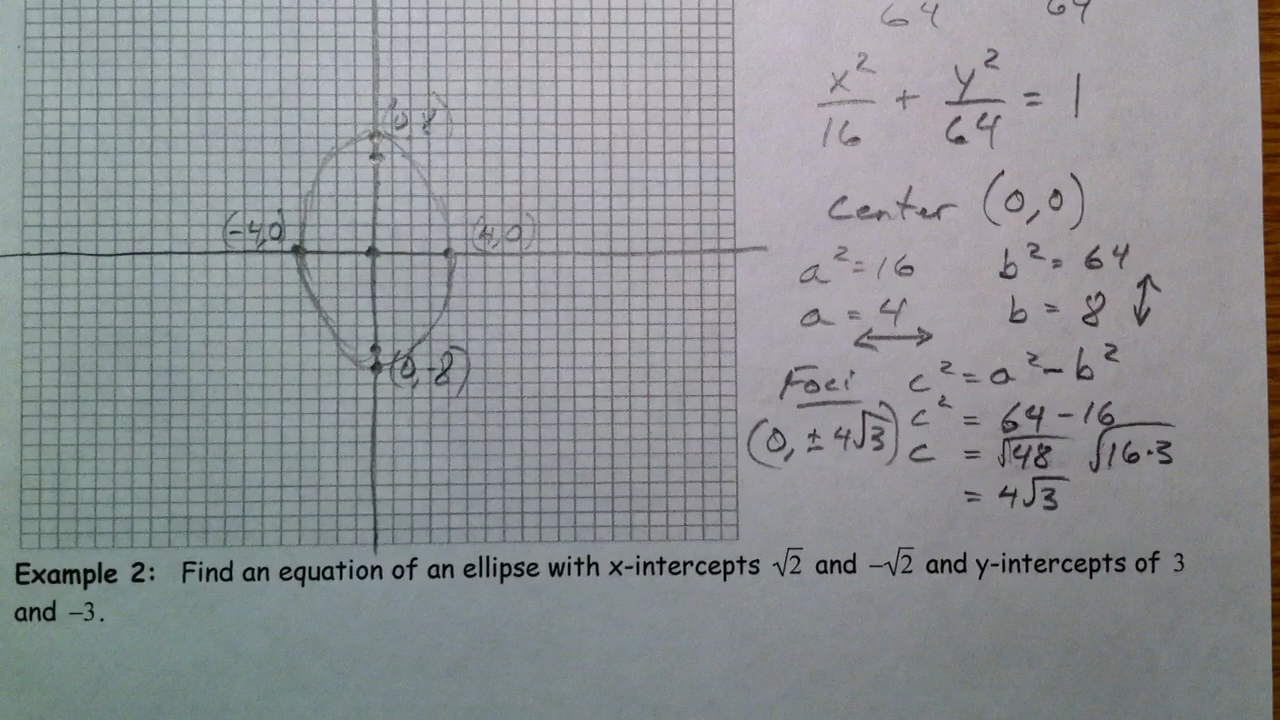 64 64
x²/16 + y²/64 = 1
(0, 8)
Center (0,0)
(-4,0) (4,0)
a² = 16 b² = 64
a = 4 b = 8
(0,-8)
Foci c² = a² - b²
(0, ± 4√3) c² = 64 - 16
c = √48 √16·3
= 4√3
Example 2: Find an equation of an ellipse with x-intercepts √2 and −√2 and y-intercepts of 3
and −3.